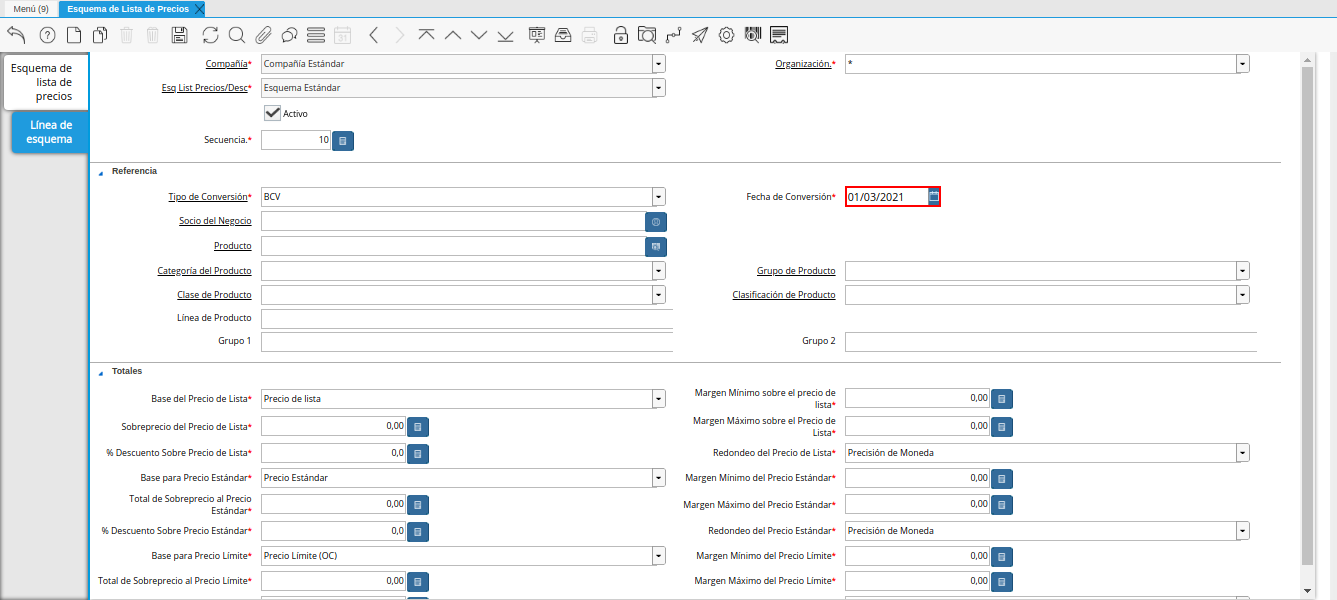 Menú (9) Esquema de Lista de Precios
Esquema de
lista de
precios
Línea de
esquema
Compañía* Compañía Estándar Organización.* *
Esq List Precios/Desc* Esquema Estándar
Activo
Secuencia.* 10
Referencia
Tipo de Conversión* BCV Fecha de Conversión* 01/03/2021
Socio del Negocio
Producto
Categoría del Producto Grupo de Producto
Clase de Producto Clasificación de Producto
Línea de Producto
Grupo 1 Grupo 2
Totales
Base del Precio de Lista* Precio de lista Margen Mínimo sobre el precio de
lista* 0,00
Sobreprecio del Precio de Lista* 0,00 Margen Máximo sobre el Precio de
Lista* 0,00
% Descuento Sobre Precio de Lista* 0,0 Redondeo del Precio de Lista* Precisión de Moneda
Base para Precio Estándar* Precio Estándar Margen Mínimo del Precio Estándar* 0,00
Total de Sobreprecio al Precio
Estándar* 0,00 Margen Máximo del Precio Estándar* 0,00
% Descuento Sobre Precio Estándar* 0,0 Redondeo del Precio Estándar* Precisión de Moneda
Base para Precio Límite* Precio Límite (OC) Margen Mínimo del Precio Límite* 0,00
Total de Sobreprecio al Precio Límite* 0,00 Margen Máximo del Precio Límite* 0,00